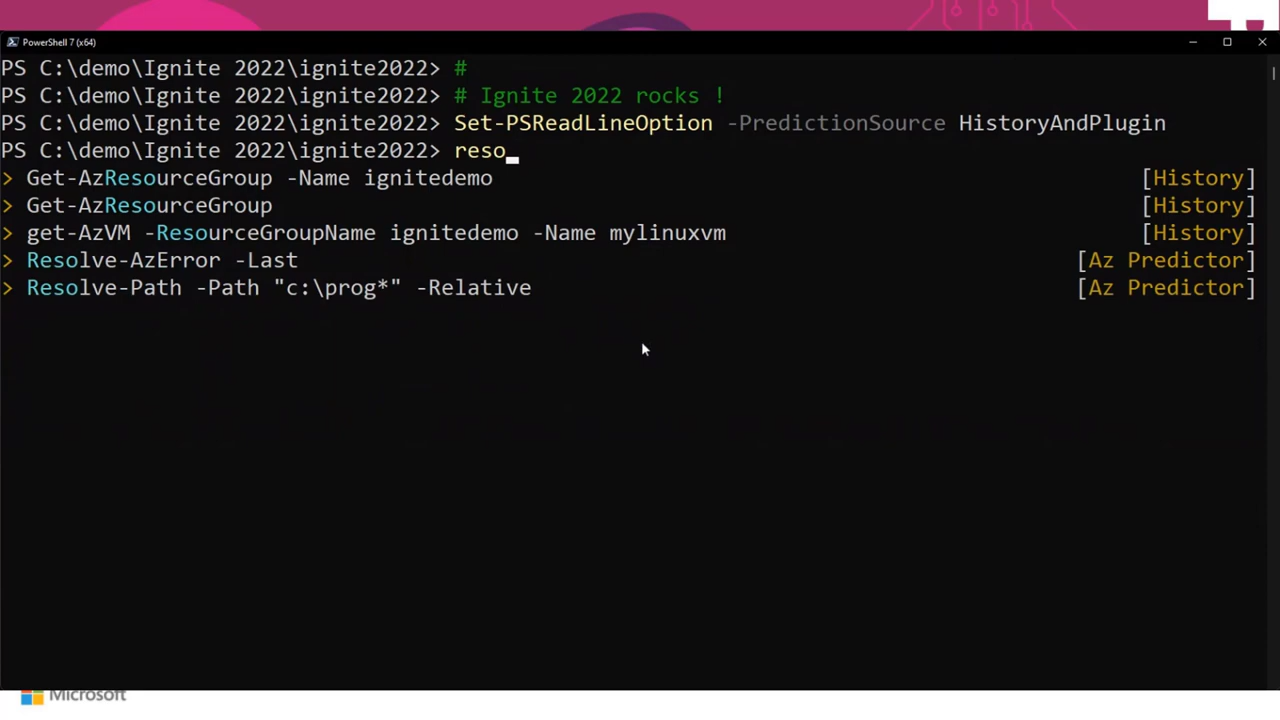 PowerShell 7 (x64)
PS C:\demo\Ignite 2022\ignite2022> #
PS C:\demo\Ignite 2022\ignite2022> # Ignite 2022 rocks !
PS C:\demo\Ignite 2022\ignite2022> Set-PSReadLineOption -PredictionSource HistoryAndPlugin
PS C:\demo\Ignite 2022\ignite2022> reso_
> Get-AzResourceGroup -Name ignitedemo [History]
> Get-AzResourceGroup [History]
> get-AzVM -ResourceGroupName ignitedemo -Name mylinuxvm [History]
> Resolve-AzError -Last [Az Predictor]
> Resolve-Path -Path "c:\prog*" -Relative [Az Predictor]
Microsoft